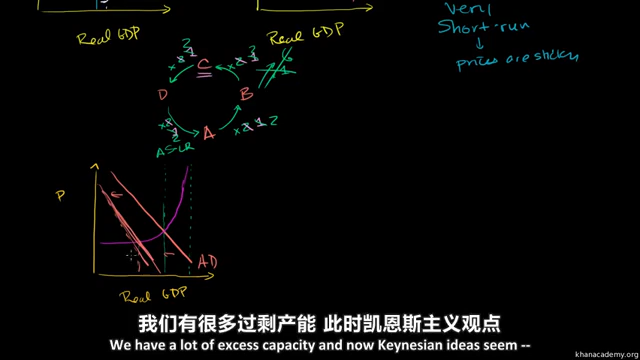 Real GDP
Real GDP
Very
Short-run
prices are sticky
C
D
B
A
ASLR
P
AD
Real GDP
我们有很多过剩产能 此时凯恩斯主义观点
We have a lot of excess capacity and now Keynesian ideas seem --
khanacademy.org